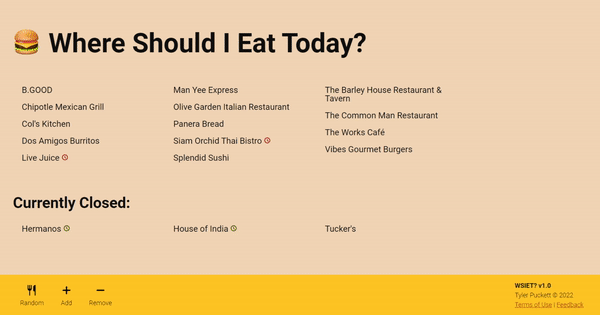 Where Should I Eat Today?
B.GOOD
Chipotle Mexican Grill
Col's Kitchen
Dos Amigos Burritos
Live Juice
Man Yee Express
Olive Garden Italian Restaurant
Panera Bread
Siam Orchid Thai Bistro
Splendid Sushi
The Barley House Restaurant &
Tavern
The Common Man Restaurant
The Works Café
Vibes Gourmet Burgers
Currently Closed:
Hermanos
House of India
Tucker's
Random
Add
Remove
WSIET? v1.0
Tyler Puckett © 2022
Terms of Use | Feedback